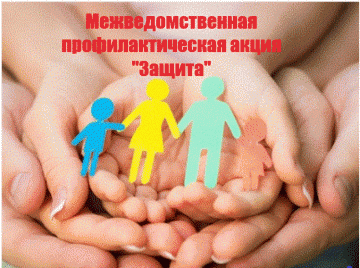 Межведомственная
профилактическая акция
"Защита"